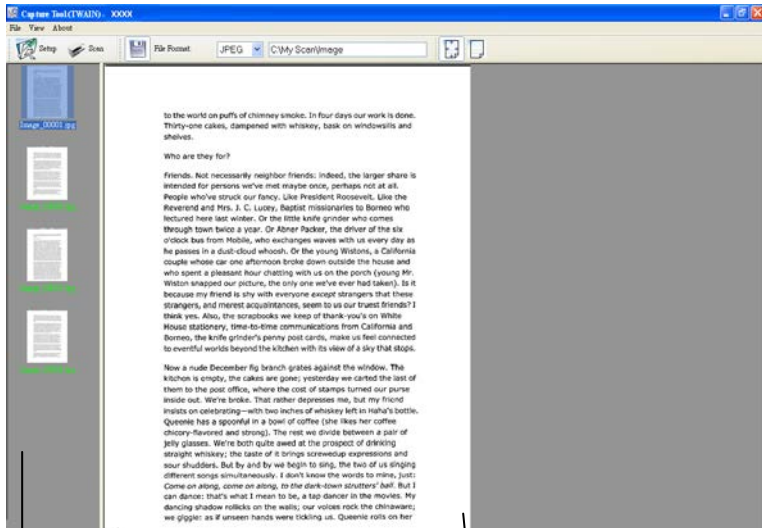 Capture Tool(TWAIN) - XXXX
File View About
Setup Scan File Format JPEG C:\My Scan\Image
Image_00001.jpg
to the world on puffs of chimney smoke. In four days our work is done.
Thirty-one cakes, dampened with whiskey, bask on windowsills and
shelves.
Who are they for?
Friends. Not necessarily neighbor friends: indeed, the larger share is
intended for persons we've met maybe once, perhaps not at all.
People who've struck our fancy. Like President Roosevelt. Like the
Reverend and Mrs. J. C. Lucey, Baptist missionaries to Borneo who
lectured here last winter. Or the little knife grinder who comes
through town twice a year. Or Abner Packer, the driver of the six
o'clock bus from Mobile, who exchanges waves with us every day as
he passes in a dust-cloud whoosh. Or the young Wistons, a California
couple whose car one afternoon broke down outside the house and
who spent a pleasant hour chatting with us on the porch (young Mr.
Wiston snapped our picture, the only one we've ever had taken). Is it
because my friend is shy with everyone except strangers that these
strangers, and merest acquaintances, seem to us our truest friends? I
think yes. Also, the scrapbooks we keep of thank-you's on White
House stationery, time-to-time communications from California and
Borneo, the knife grinder's penny post cards, make us feel connected
to eventful worlds beyond the kitchen with its view of a sky that stops.
Now a nude December fig branch grates against the window. The
kitchen is empty, the cakes are gone; yesterday we carted the last of
them to the post office, where the cost of stamps turned our purse
inside out. We're broke. That rather depresses me, but my friend
insists on celebrating—with two inches of whiskey left in Haha's bottle.
Queenie has a spoonful in a bowl of coffee (she likes her coffee
chicory-flavored and strong). The rest we divide between a pair of
jelly glasses. We're both quite awed at the prospect of drinking
straight whiskey; the taste of it brings screwedup expressions and
sour shudders. But by and by we begin to sing, the two of us singing
different songs simultaneously. I don't know the words to mine, just:
Come on along, come on along, to the dark-town strutters' ball. But I
can dance: that's what I mean to be, a tap dancer in the movies. My
dancing shadow rollicks on the walls; our voices rock the chinaware;
we giggle: as if unseen hands were tickling us. Queenie rolls on her